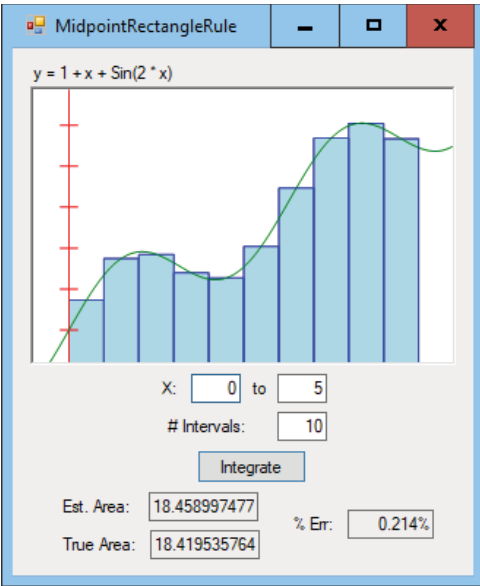 MidpointRectangleRule
y = 1 + x + Sin(2 * x)
X: 0 to 5
# Intervals: 10
Integrate
Est. Area: 18.458997477
% Err: 0.214%
True Area: 18.419535764